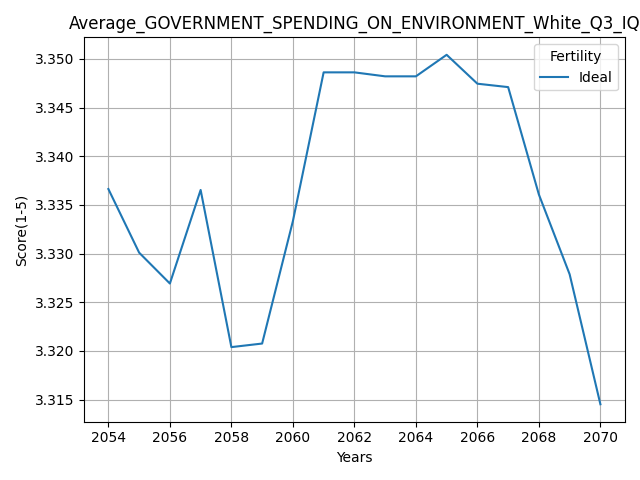 Average_GOVERNMENT_SPENDING_ON_ENVIRONMENT_White_Q3_IQ
Fertility
Ideal
3.350
3.345
3.340
3.335
3.330
3.325
3.320
3.315
Score(1-5)
2054 2056 2058 2060 2062 2064 2066 2068 2070
Years